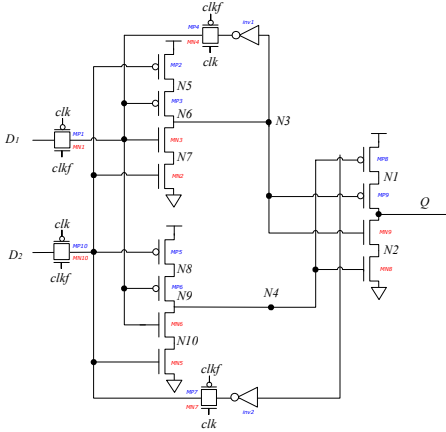 clkf
MP4
MN4
inv1
clk
MP2
N5
MP3
N6
N3
clk
D1
MP1
MN1
clkf
MN3
N7
MN2
MP8
N1
MP9
Q
MN9
N2
MN8
clk
D2
MP10
MN10
clkf
MP5
N8
MP6
N9
N4
MN6
N10
MN5
clkf
MP7
MN7
inv2
clk